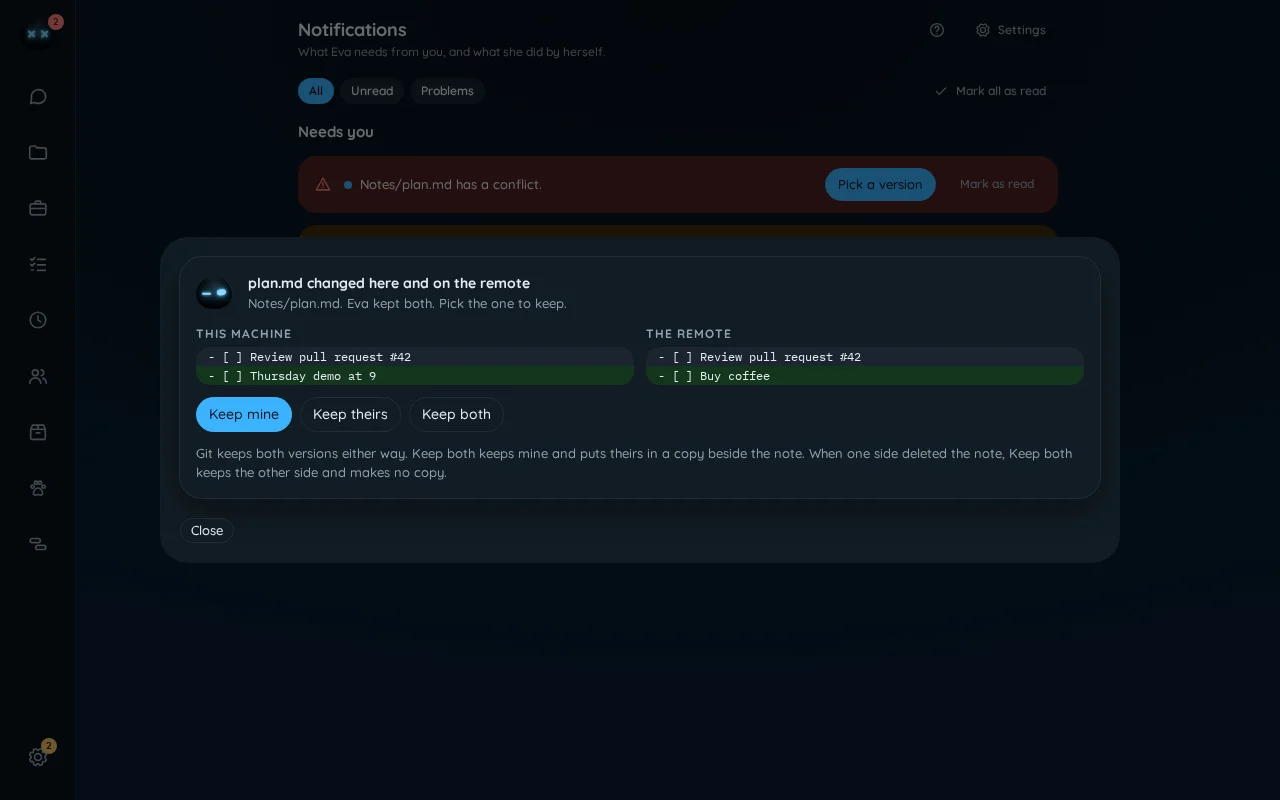 2
Notifications
Settings
What Eva needs from you, and what she did by herself.
All
Unread
Problems
Mark all as read
Needs you
Notes/plan.md has a conflict.
Pick a version
Mark as read
plan.md changed here and on the remote
Notes/plan.md. Eva kept both. Pick the one to keep.
THIS MACHINE
- [ ] Review pull request #42
- [ ] Thursday demo at 9
THE REMOTE
- [ ] Review pull request #42
- [ ] Buy coffee
Keep mine
Keep theirs
Keep both
Git keeps both versions either way. Keep both keeps mine and puts theirs in a copy beside the note. When one side deleted the note, Keep both
keeps the other side and makes no copy.
Close
2